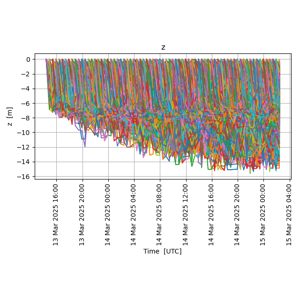 z
0
−2
−4
−6
−8
−10
−12
−14
−16
z [m]
13 Mar 2025 16:00
13 Mar 2025 20:00
14 Mar 2025 00:00
14 Mar 2025 04:00
14 Mar 2025 08:00
14 Mar 2025 12:00
14 Mar 2025 16:00
14 Mar 2025 20:00
15 Mar 2025 00:00
15 Mar 2025 04:00
Time [UTC]